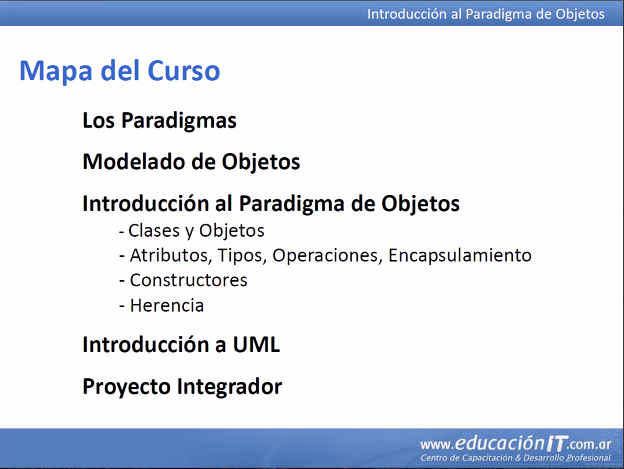 Introducción al Paradigma de Objetos
Mapa del Curso
Los Paradigmas
Modelado de Objetos
Introducción al Paradigma de Objetos
- Clases y Objetos
- Atributos, Tipos, Operaciones, Encapsulamiento
- Constructores
- Herencia
Introducción a UML
Proyecto Integrador
www.educaciónIT.com.ar
Centro de Capacitación & Desarrollo Profesional